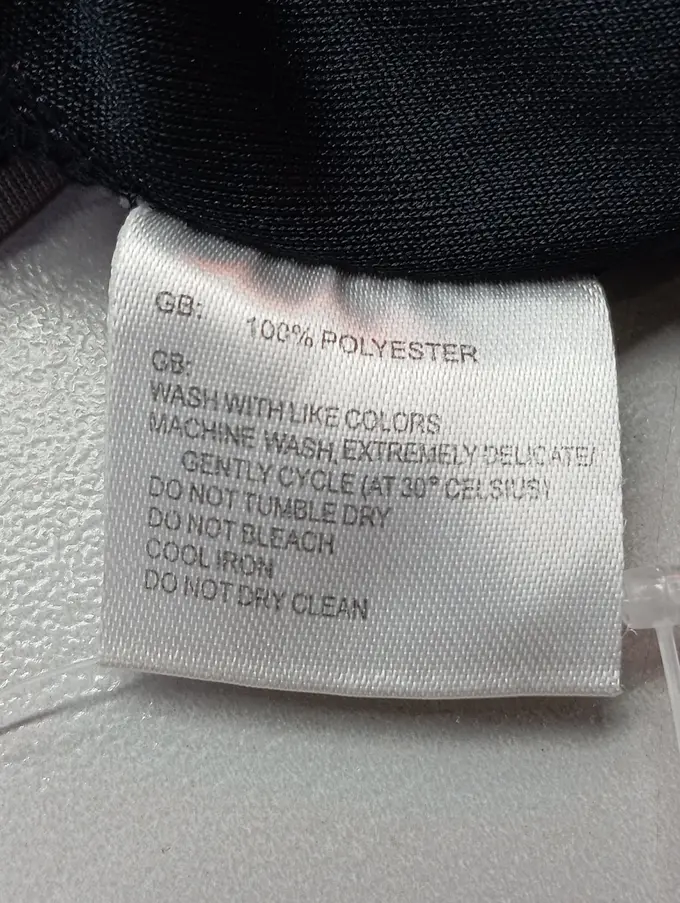 GB: 100% POLYESTER
GB:
WASH WITH LIKE COLORS
MACHINE WASH, EXTREMELY DELICATE/
GENTLY CYCLE (AT 30° CELSIUS)
DO NOT TUMBLE DRY
DO NOT BLEACH
COOL IRON
DO NOT DRY CLEAN